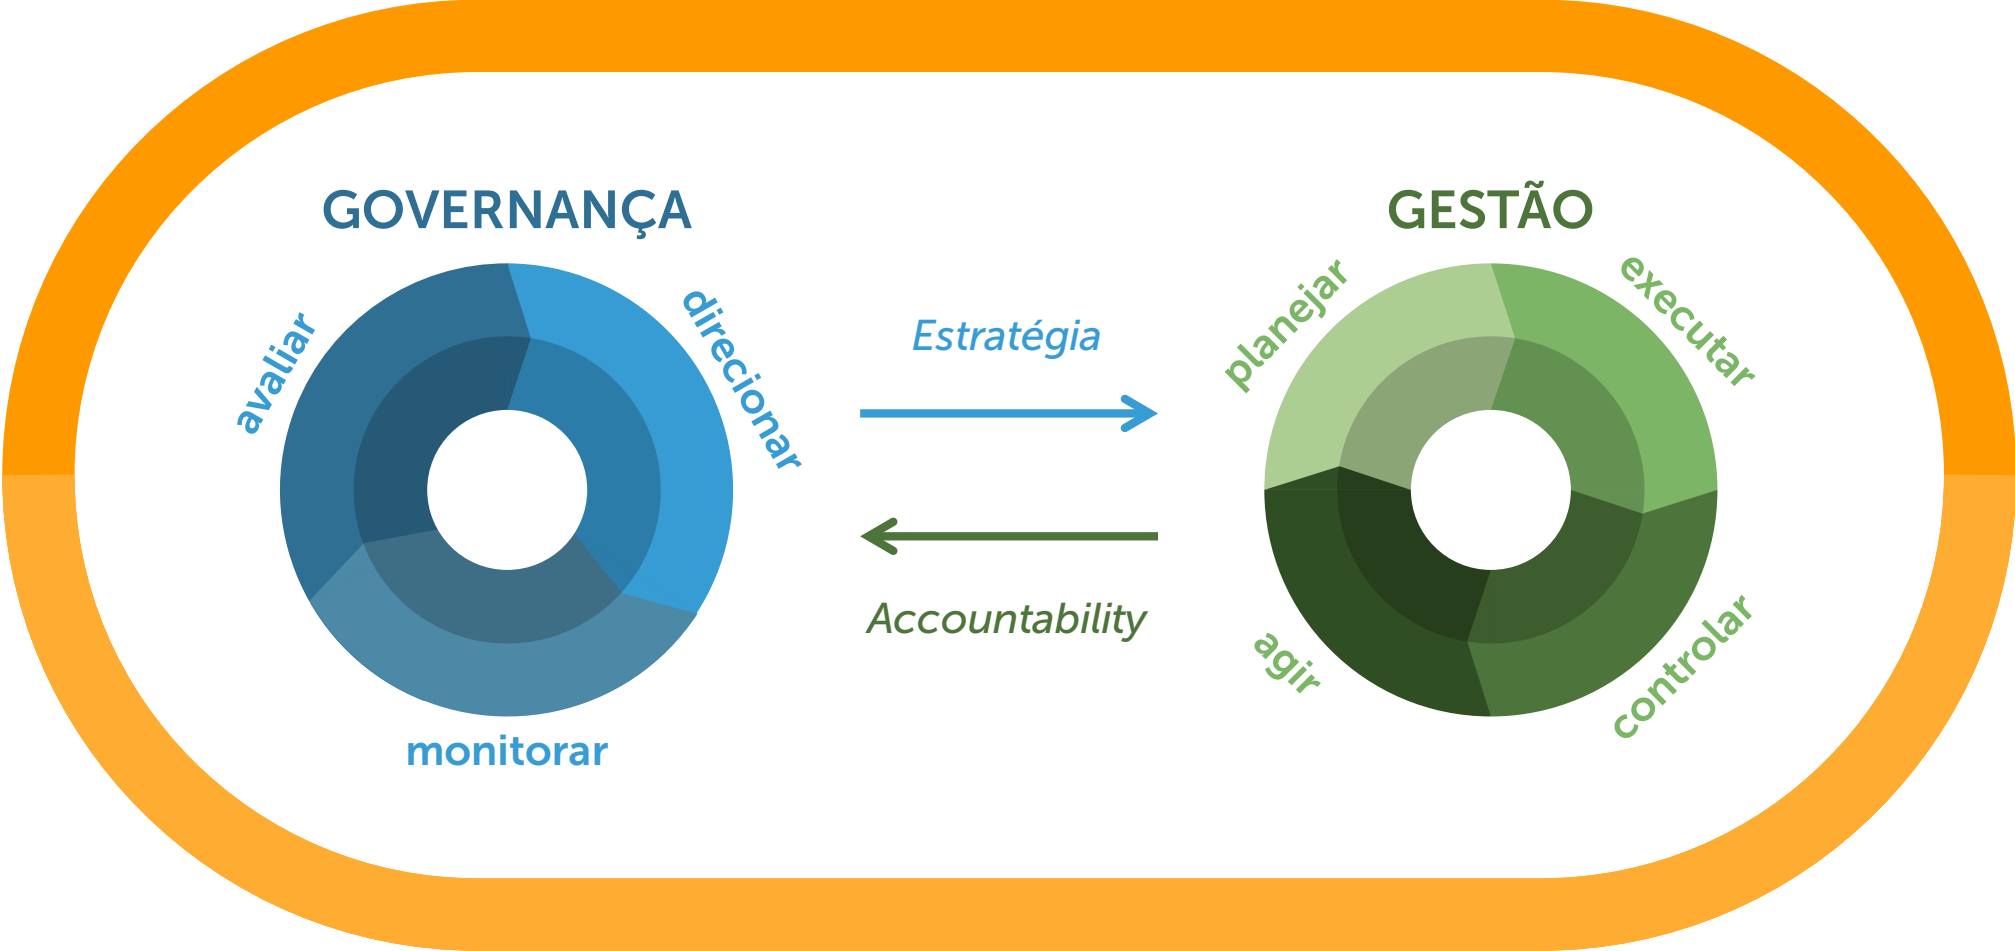 GOVERNANÇA
avaliar
direcionar
monitorar
Estratégia
Accountability
GESTÃO
planejar
executar
controlar
agir